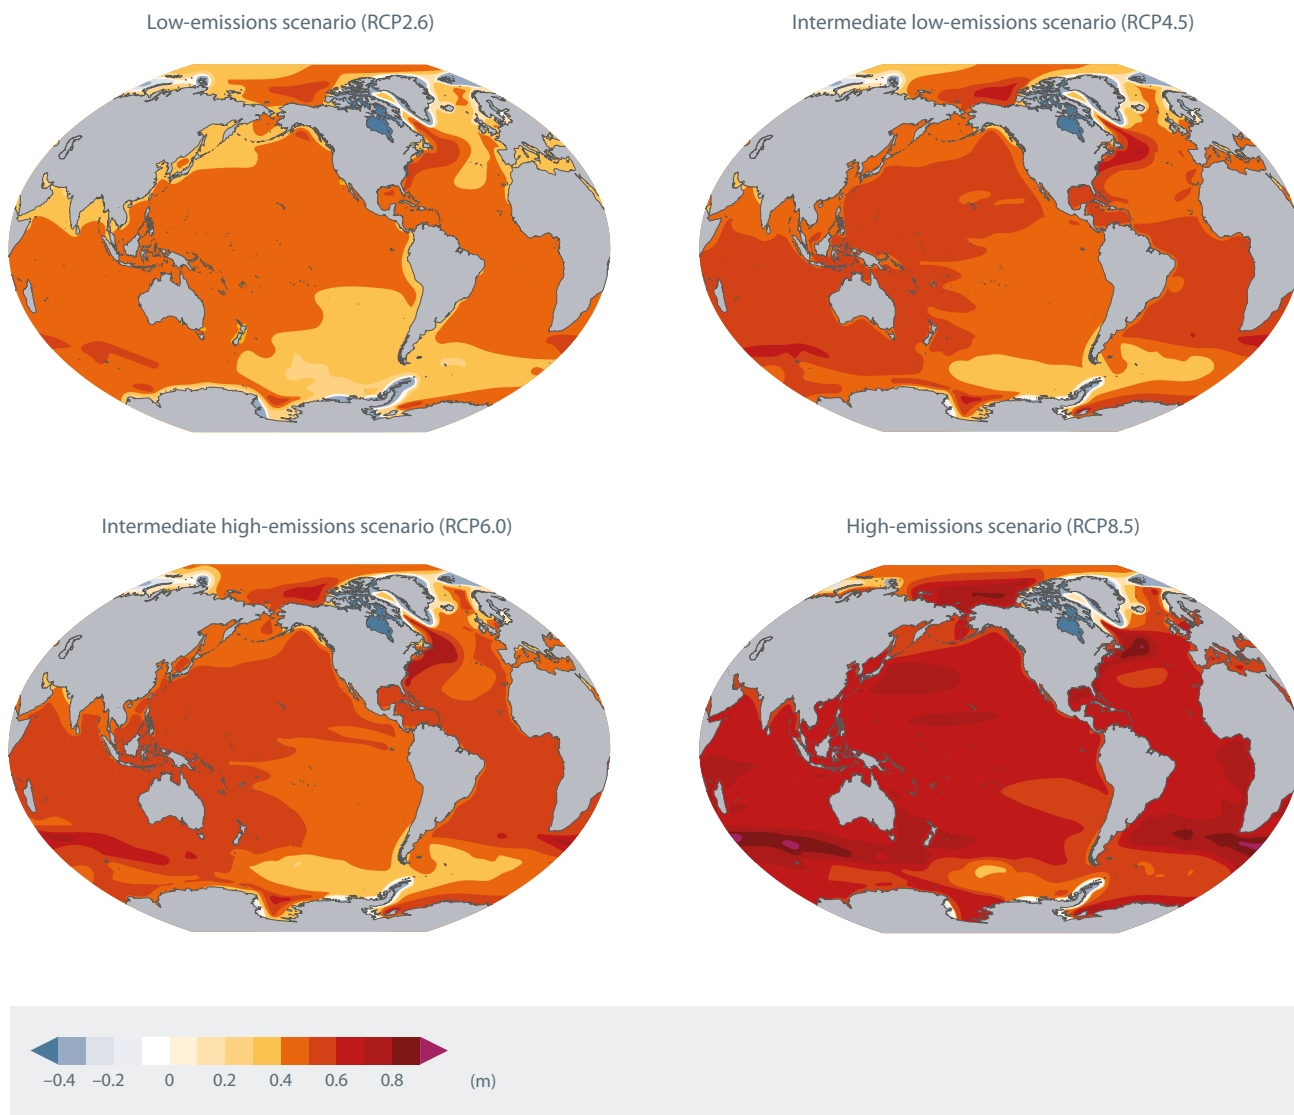 Low-emissions scenario (RCP2.6)
Intermediate low-emissions scenario (RCP4.5)
Intermediate high-emissions scenario (RCP6.0)
High-emissions scenario (RCP8.5)
−0.4 −0.2 0 0.2 0.4 0.6 0.8 (m)